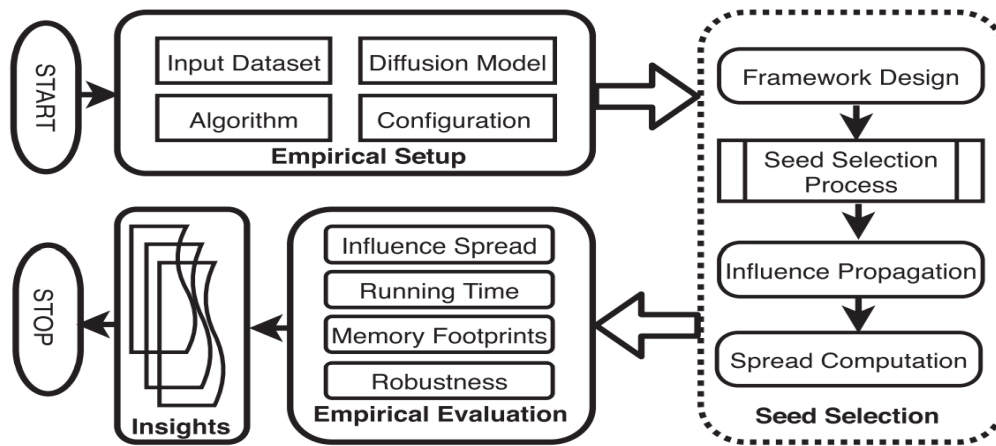 START
Input Dataset
Diffusion Model
Algorithm
Configuration
Empirical Setup
Framework Design
Seed Selection
Process
Influence Propagation
Spread Computation
Seed Selection
Influence Spread
Running Time
Memory Footprints
Robustness
Empirical Evaluation
Insights
STOP